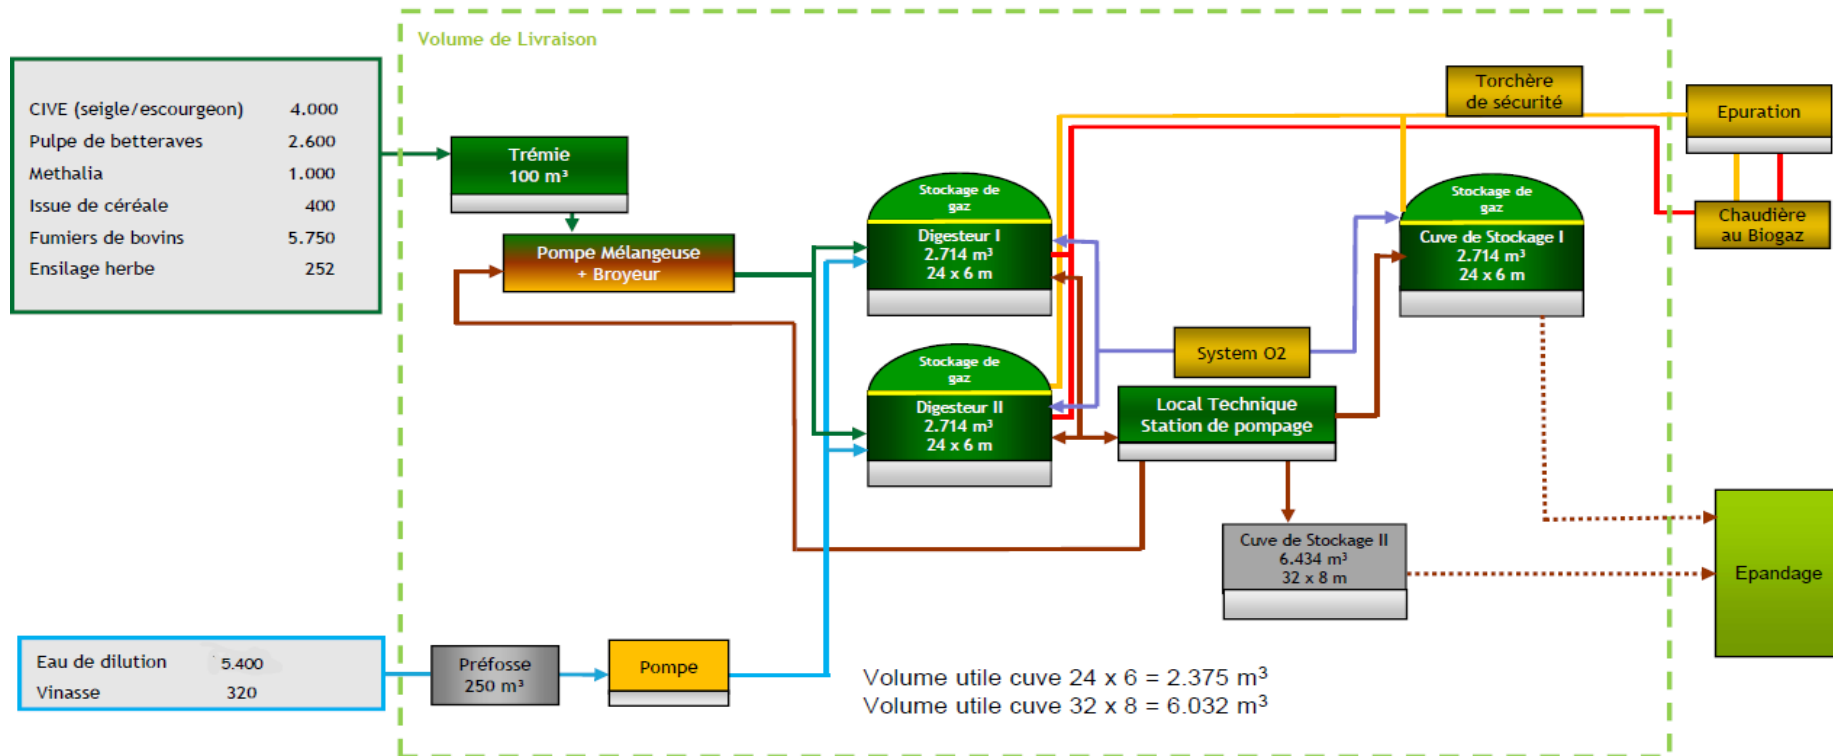 Volume de Livraison
CIVE (seigle/escourgeon) 4.000
Pulpe de betteraves 2.600
Methalia 1.000
Issue de céréale 400
Fumiers de bovins 5.750
Ensilage herbe 252
Trémie
100 m³
Pompe Mélangeuse
+ Broyeur
Stockage de
gaz
Digesteur I
2.714 m³
24 x 6 m
Stockage de
gaz
Digesteur II
2.714 m³
24 x 6 m
Torchère
de sécurité
Epuration
Chaudière
au Biogaz
Stockage de
gaz
Cuve de Stockage I
2.714 m³
24 x 6 m
System O2
Local Technique
Station de pompage
Cuve de Stockage II
6.434 m³
32 x 8 m
Epandage
Eau de dilution 5.400
Vinasse 320
Préfosse
250 m³
Pompe
Volume utile cuve 24 x 6 = 2.375 m³
Volume utile cuve 32 x 8 = 6.032 m³